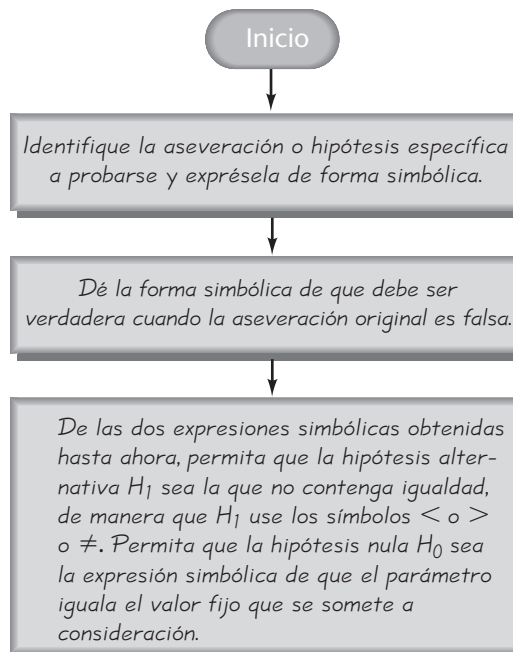 Inicio
Identifique la aseveración o hipótesis específica
a probarse y exprésela de forma simbólica.
Dé la forma simbólica de que debe ser
verdadera cuando la aseveración original es falsa.
De las dos expresiones simbólicas obtenidas
hasta ahora, permita que la hipótesis alter-
nativa H₁ sea la que no contenga igualdad,
de manera que H₁ use los símbolos < o >
o ≠. Permita que la hipótesis nula H₀ sea
la expresión simbólica de que el parámetro
iguala el valor fijo que se somete a
consideración.